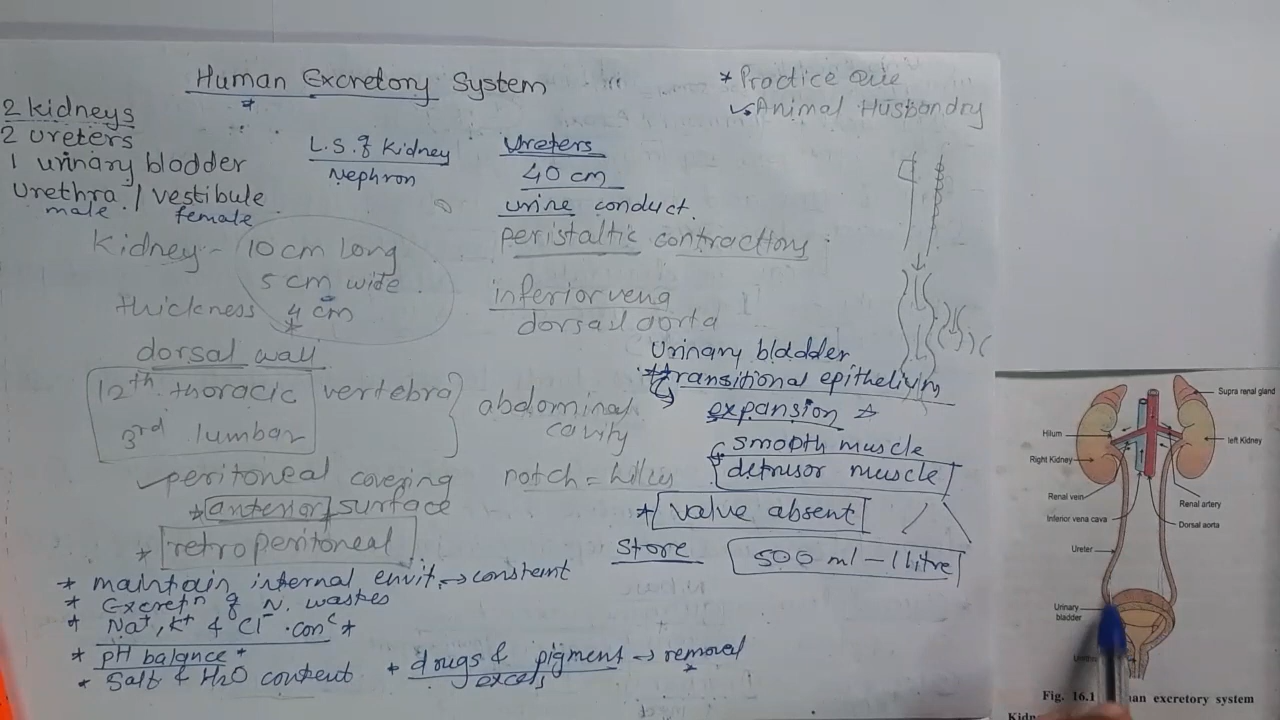 Human Excretory System
* Practice Que
↳ Animal Husbandry
2 kidneys
2 ureters
1 urinary bladder
Urethra / vestibule
male female
L.S. of Kidney
Nephron
Ureters
40 cm
urine conduct.
peristaltic contractions
Kidney - 10 cm long
5 cm wide.
thickness 4 cm
inferior vena
dorsal aorta
dorsal wall
12th thoracic vertebra
3rd lumbar
abdominal
cavity
peritoneal covering
* anterior surface
* retroperitoneal
notch = hilus
Urinary bladder
* transitional epithelium
expansion
smooth muscle
detrusor muscle
* valve absent
Store 500 ml - 1 litre
* maintain internal envit. → constant
* Excretn of N. wastes
* Na+, K+ & Cl- conc *
* pH balance *
* Salt & H2O content
* drugs & pigment → removal
excess
Supra renal gland
Hilum
left Kidney
Right Kidney
Renal vein
Renal artery
Inferior vena cava
Dorsal aorta
Ureter
Urinary
bladder
Fig. 16.1 an excretory system